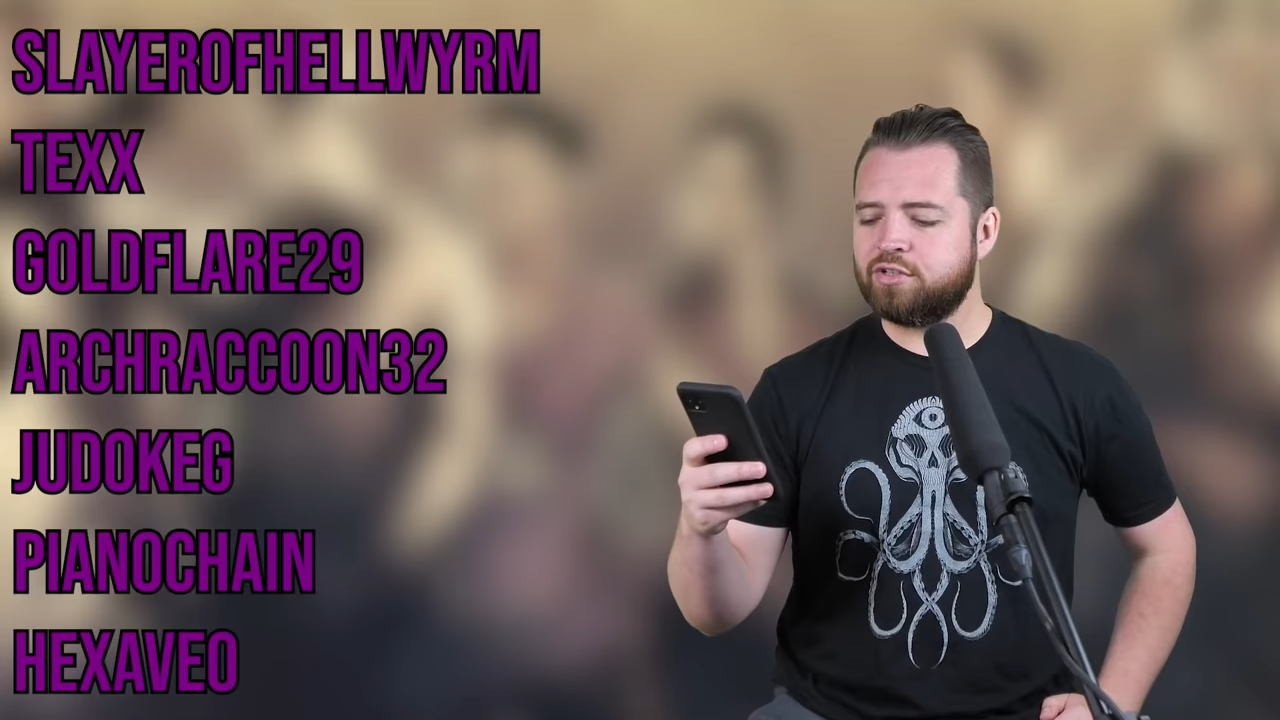 SLAYEROFHELLWYRM
TEXX
GOLDFLARE29
ARCHRACCOON32
JUDOKEG
PIANOCHAIN
HEXAVEO